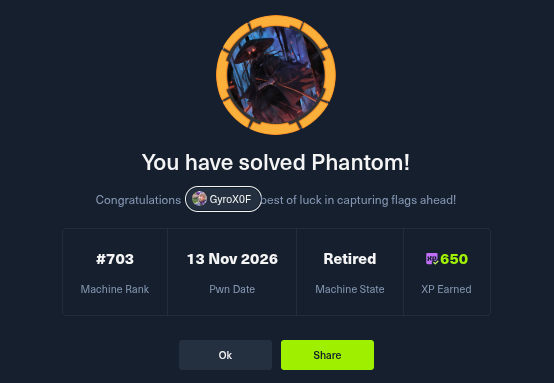 You have solved Phantom!
Congratulations GyroX0F best of luck in capturing flags ahead!
#703 13 Nov 2026 Retired 650
Machine Rank Pwn Date Machine State XP Earned
Ok Share